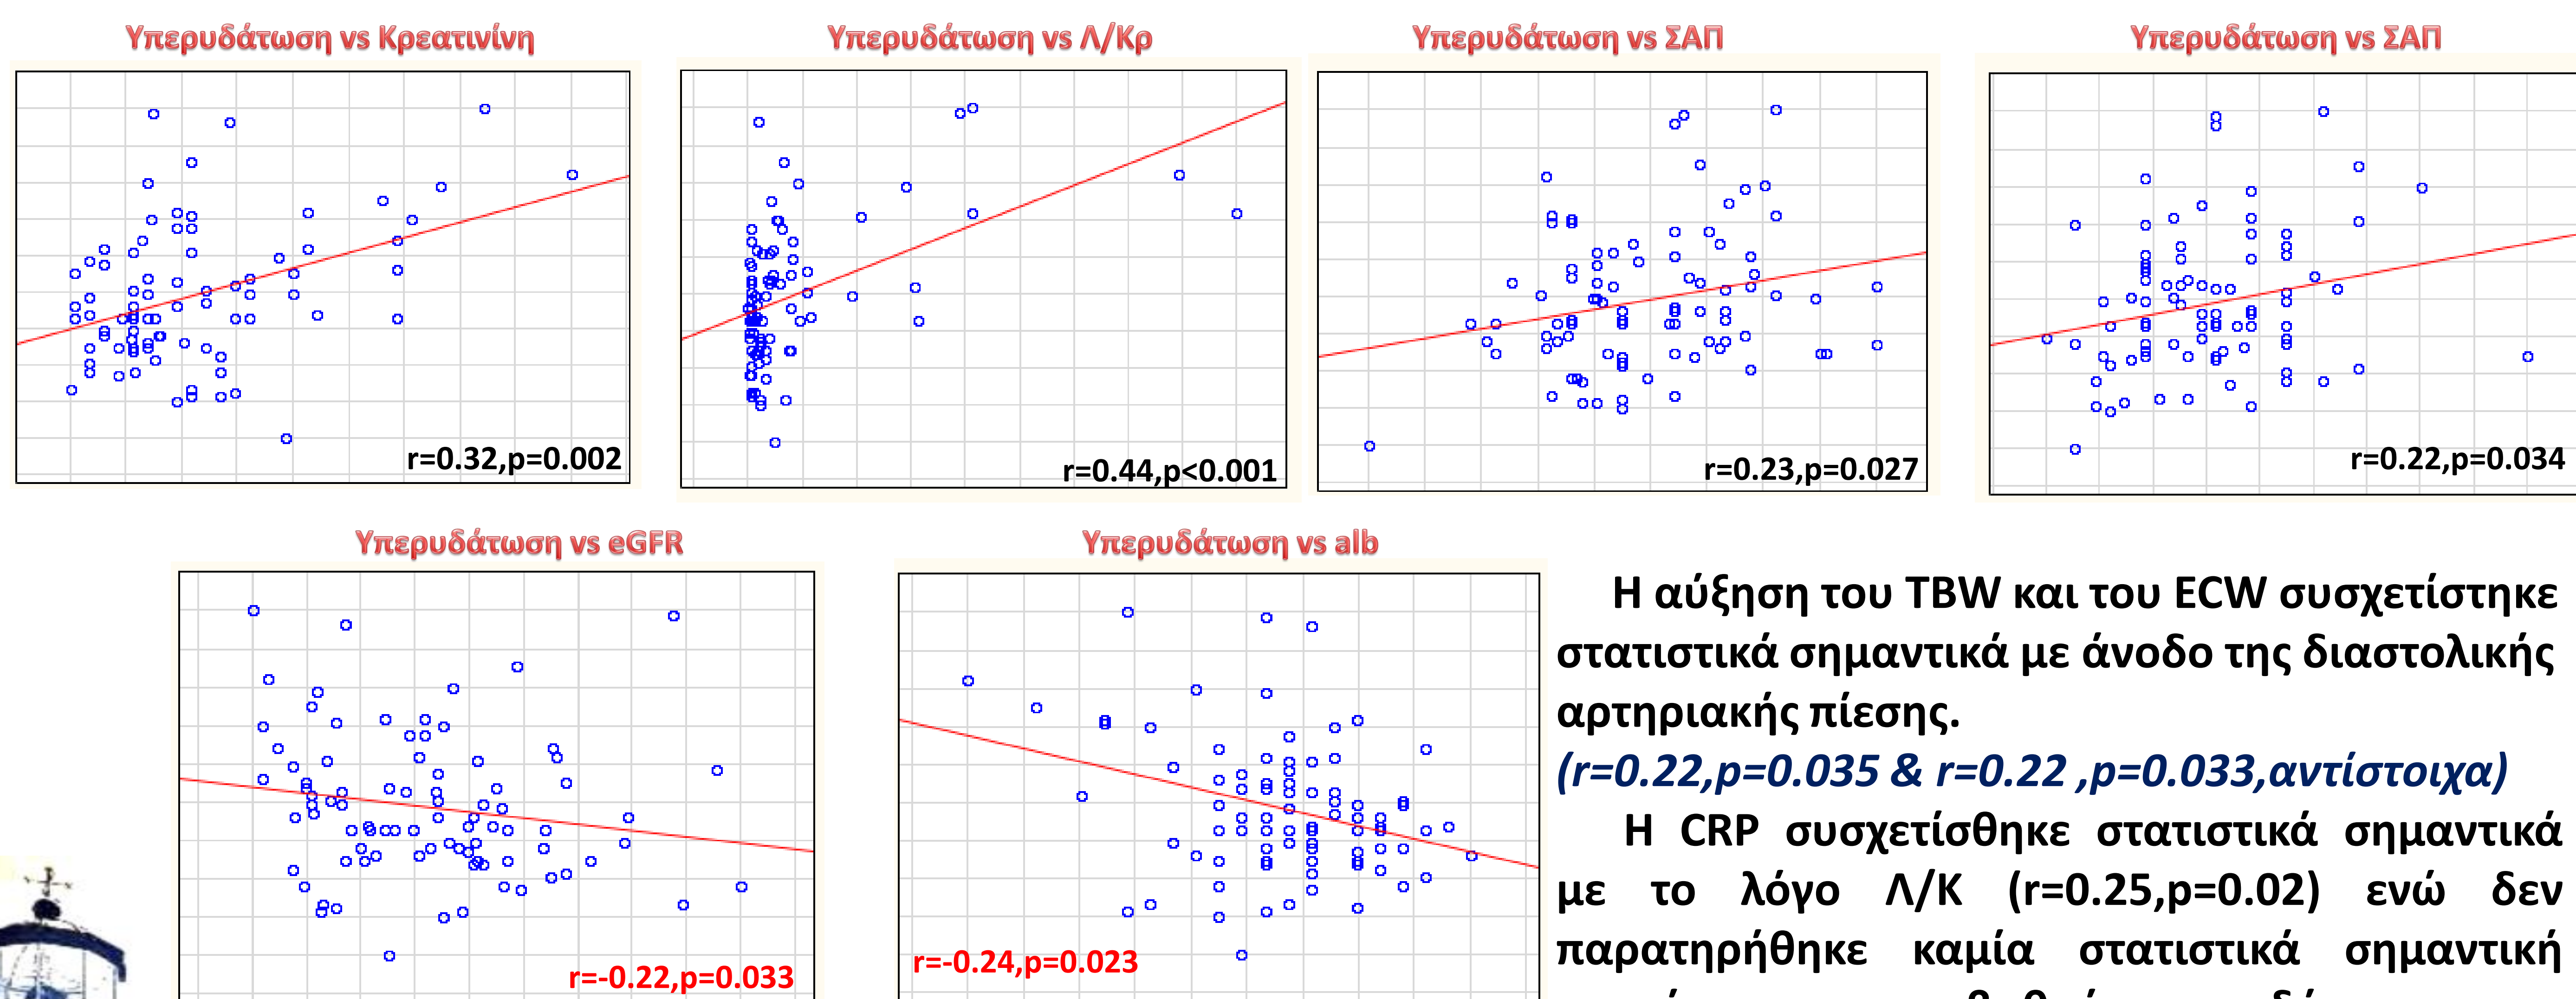 Υπερυδάτωση vs Κρεατινίνη
r=0.32,p=0.002
Υπερυδάτωση vs Λ/Κρ
r=0.44,p<0.001
Υπερυδάτωση vs ΣΑΠ
r=0.23,p=0.027
Υπερυδάτωση vs ΣΑΠ
r=0.22,p=0.034
Υπερυδάτωση vs eGFR
r=-0.22,p=0.033
Υπερυδάτωση vs alb
r=-0.24,p=0.023
Η αύξηση του TBW και του ECW συσχετίστηκε
στατιστικά σημαντικά με άνοδο της διαστολικής
αρτηριακής πίεσης.
(r=0.22,p=0.035 & r=0.22 ,p=0.033,αντίστοιχα)
Η CRP συσχετίσθηκε στατιστικά σημαντικά
με το λόγο Λ/Κ (r=0.25,p=0.02) ενώ δεν
παρατηρήθηκε καμία στατιστικά σημαντική